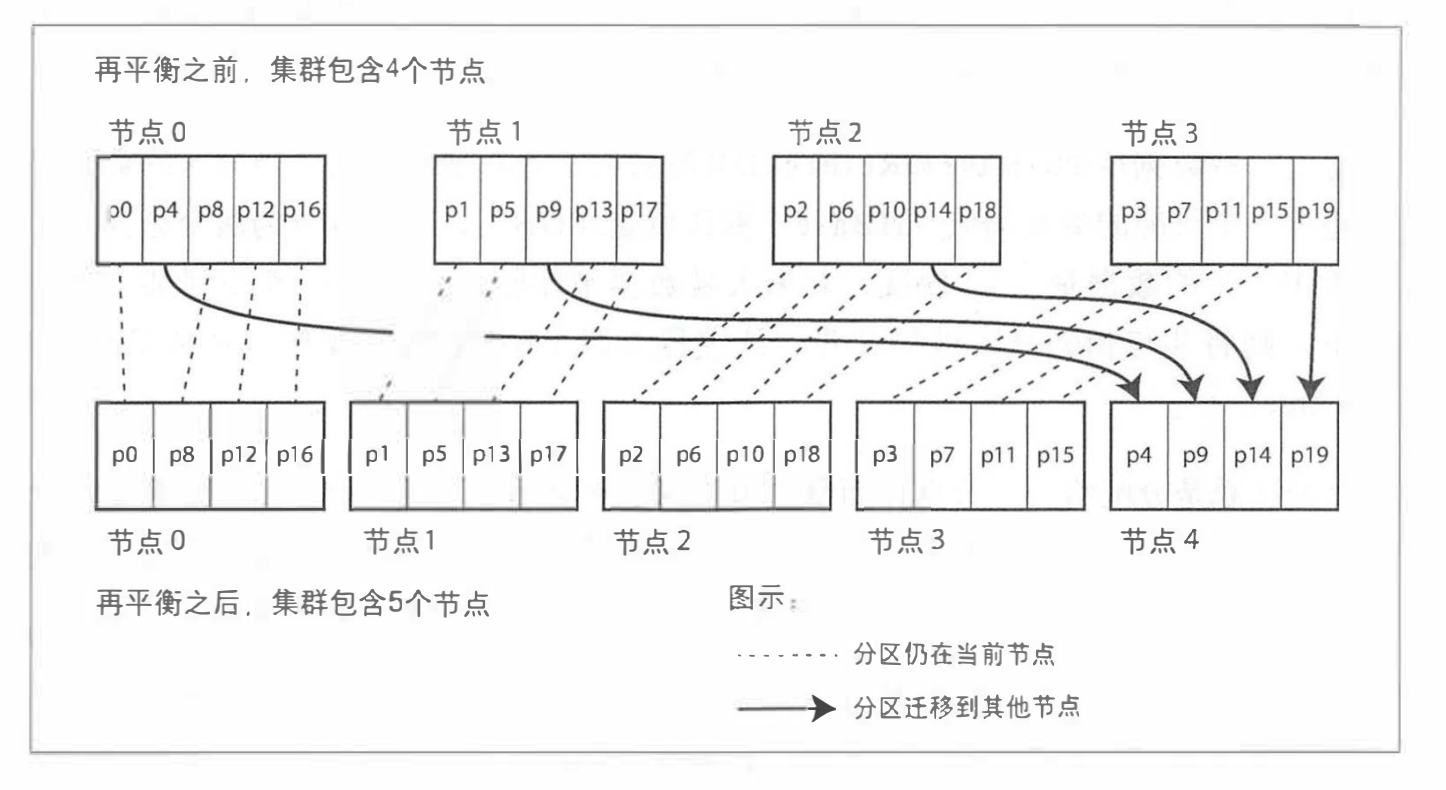 再平衡之前，集群包含4个节点
节点 0 节点 1 节点 2 节点 3
p0 p4 p8 p12 p16 p1 p5 p9 p13 p17 p2 p6 p10 p14 p18 p3 p7 p11 p15 p19
p0 p8 p12 p16 p1 p5 p13 p17 p2 p6 p10 p18 p3 p7 p11 p15 p4 p9 p14 p19
节点 0 节点1 节点 2 节点 3 节点 4
再平衡之后，集群包含5个节点
图示：
分区仍在当前节点
分区迁移到其他节点